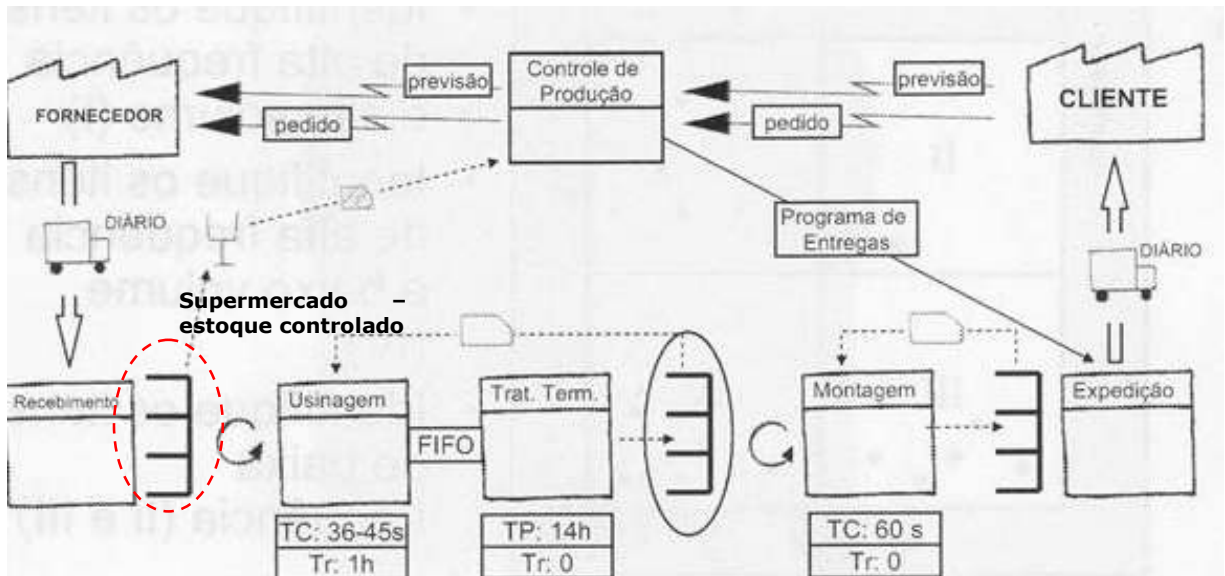 FORNECEDOR
previsão
pedido
Controle de
Produção
previsão
pedido
CLIENTE
DIÁRIO
Programa de
Entregas
DIÁRIO
Supermercado –
estoque controlado
Recebimento
Usinagem
FIFO
Trat. Term.
Montagem
Expedição
TC: 36-45s
Tr: 1h
TP: 14h
Tr: 0
TC: 60 s
Tr: 0